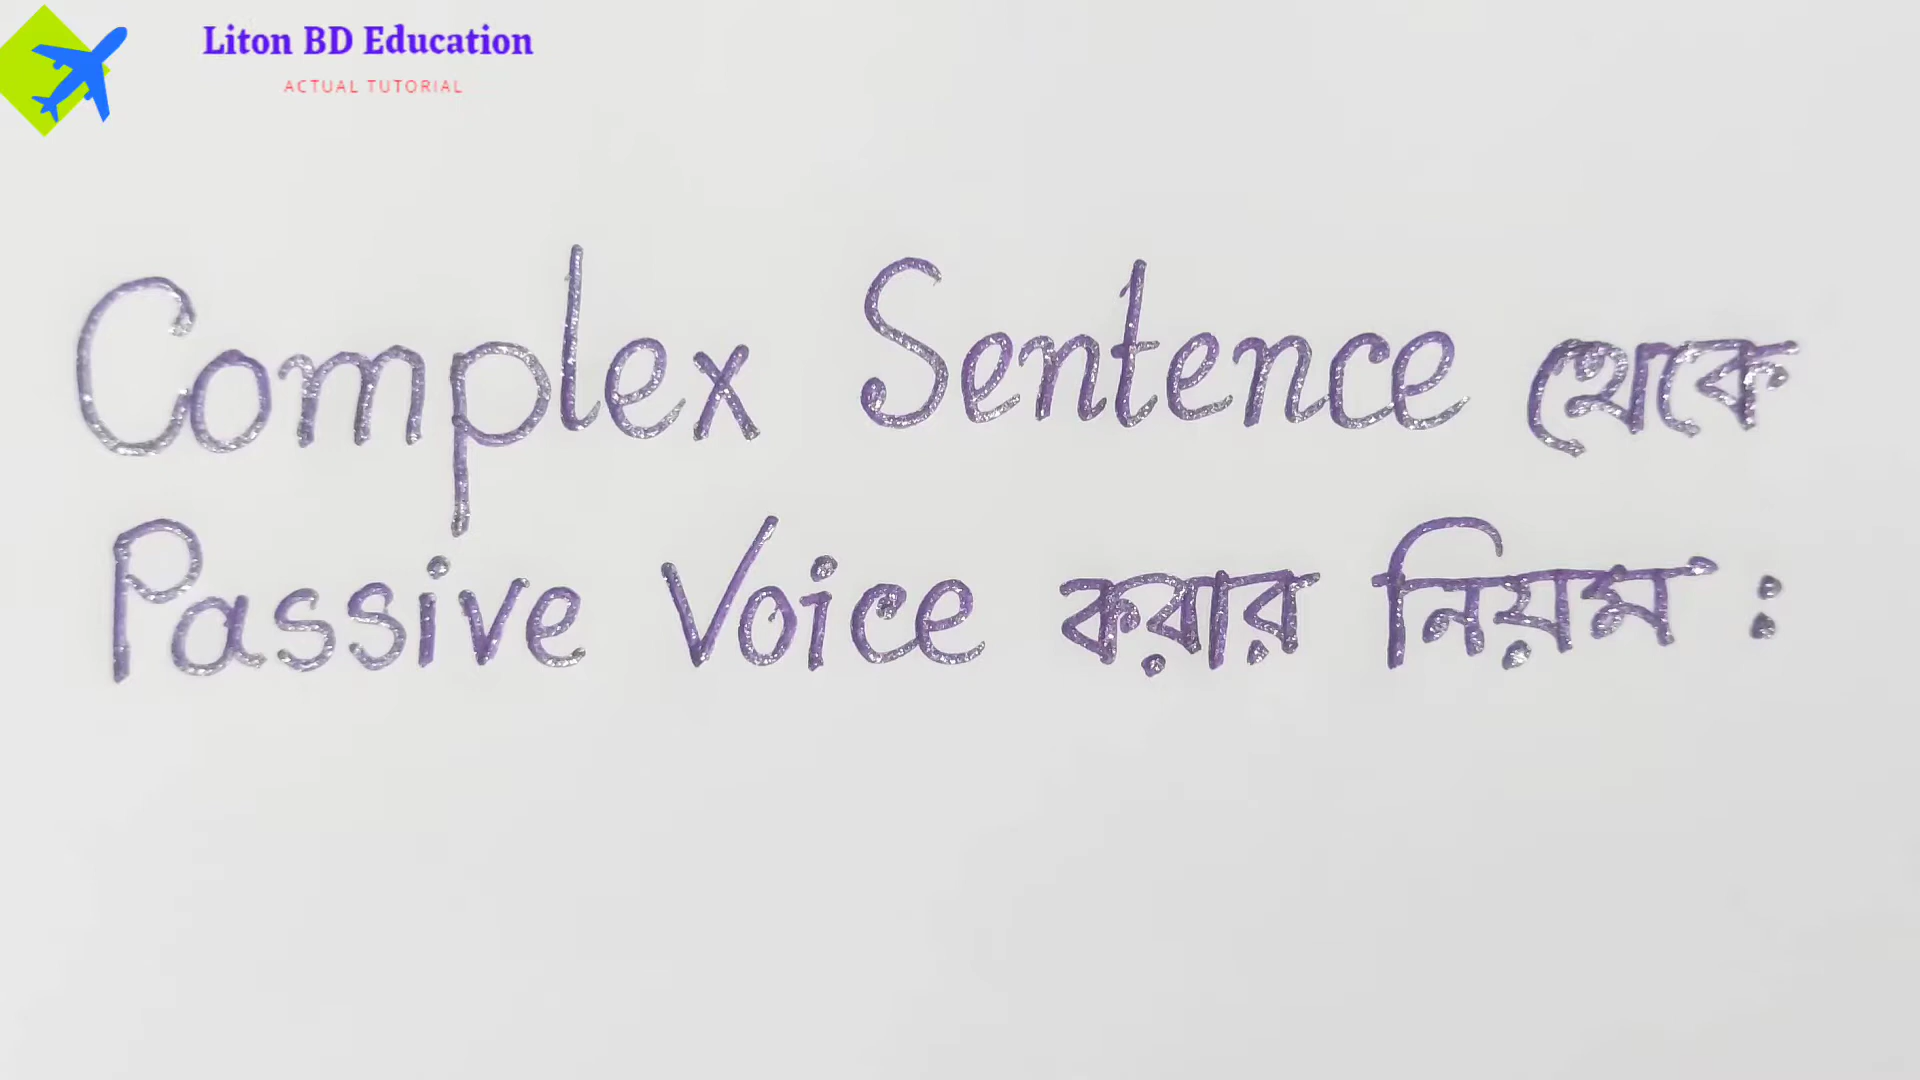 Liton BD Education
ACTUAL TUTORIAL
Complex Sentence থেকে
Passive Voice করার নিয়ম :